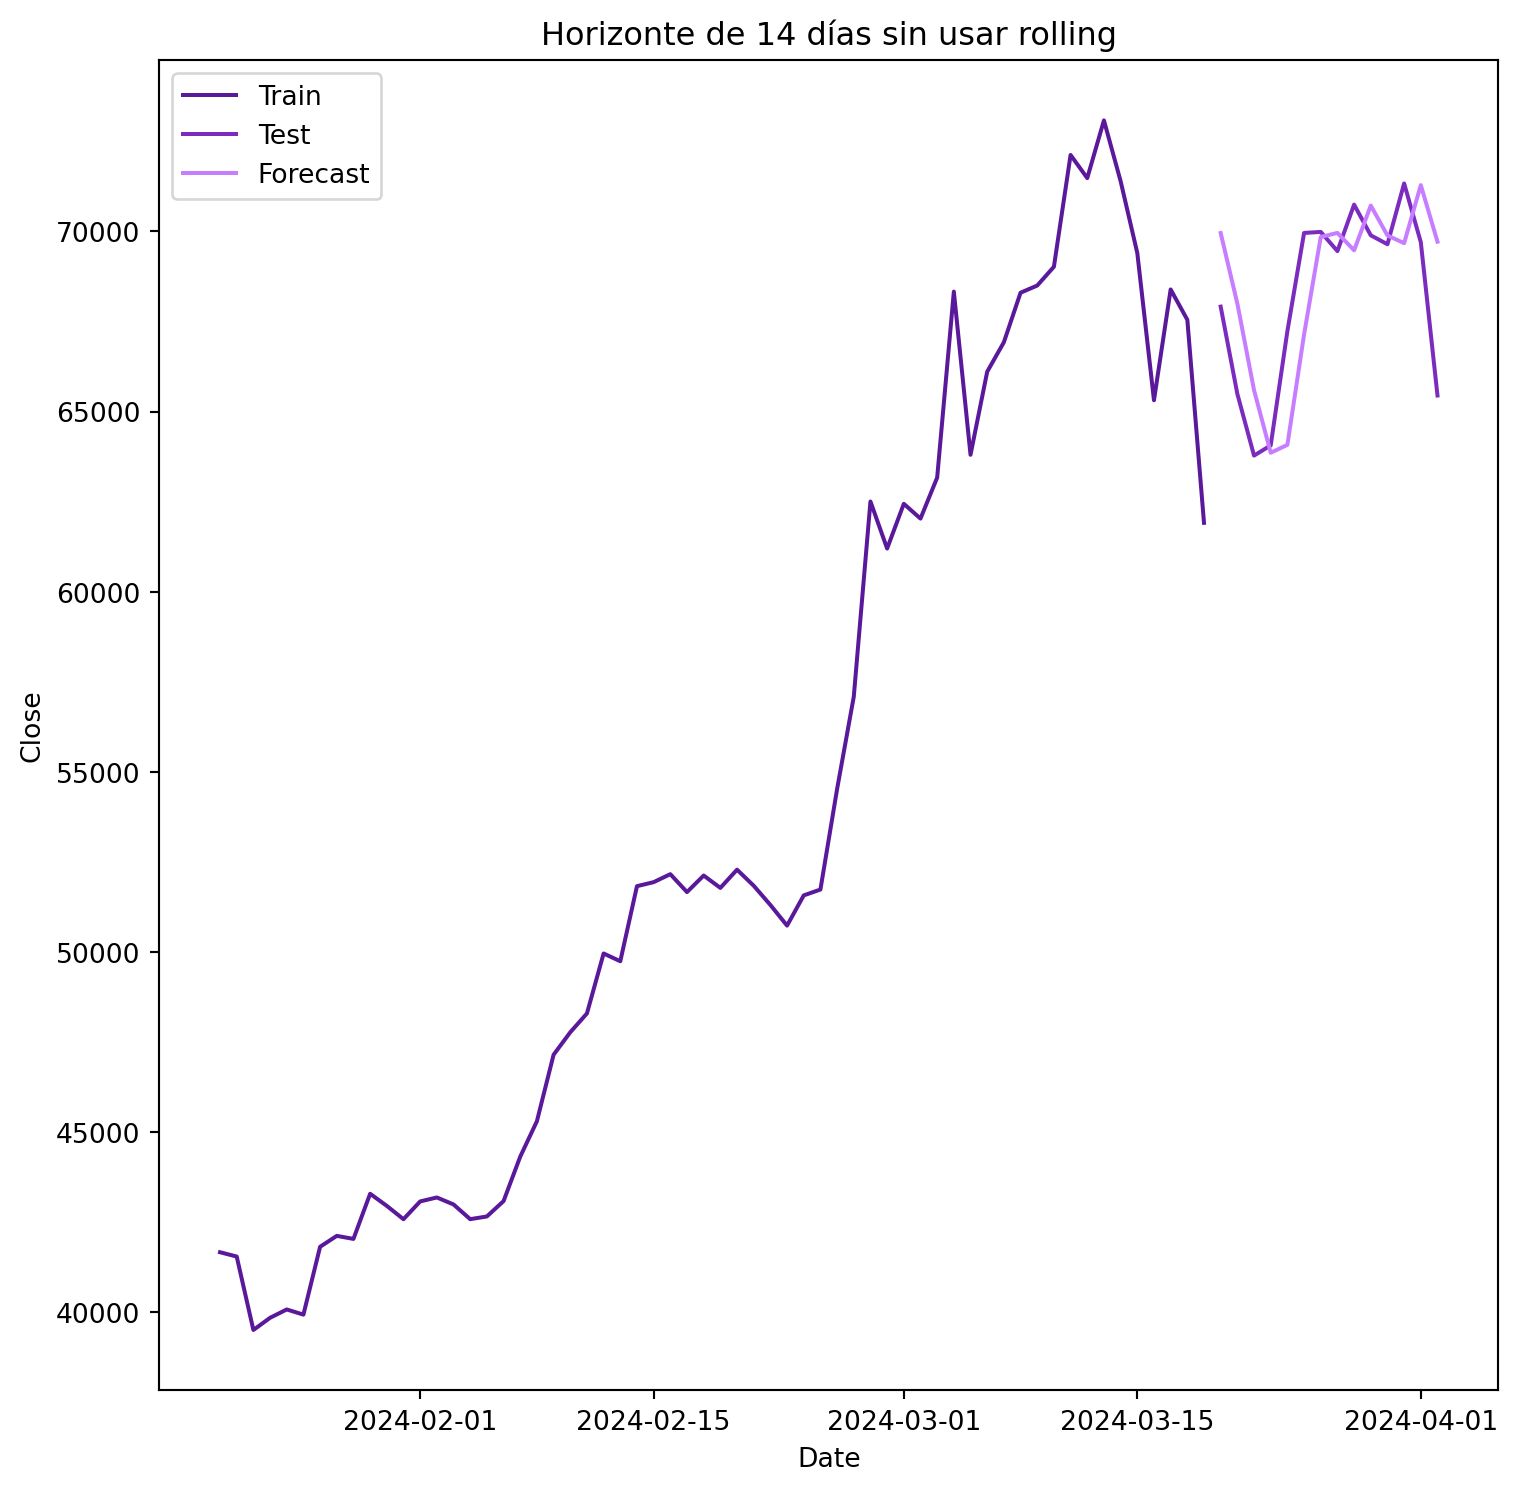 Horizonte de 14 días sin usar rolling
Train
Test
Forecast
70000
65000
60000
55000
50000
45000
40000
Close
2024-02-01
2024-02-15
2024-03-01
2024-03-15
2024-04-01
Date